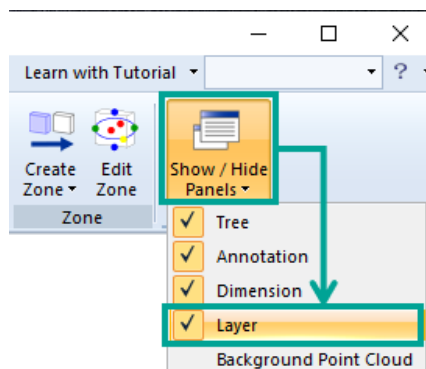 Learn with Tutorial
?
Create Zone
Edit Zone
Show / Hide Panels
Zone
Tree
Annotation
Dimension
Layer
Background Point Cloud